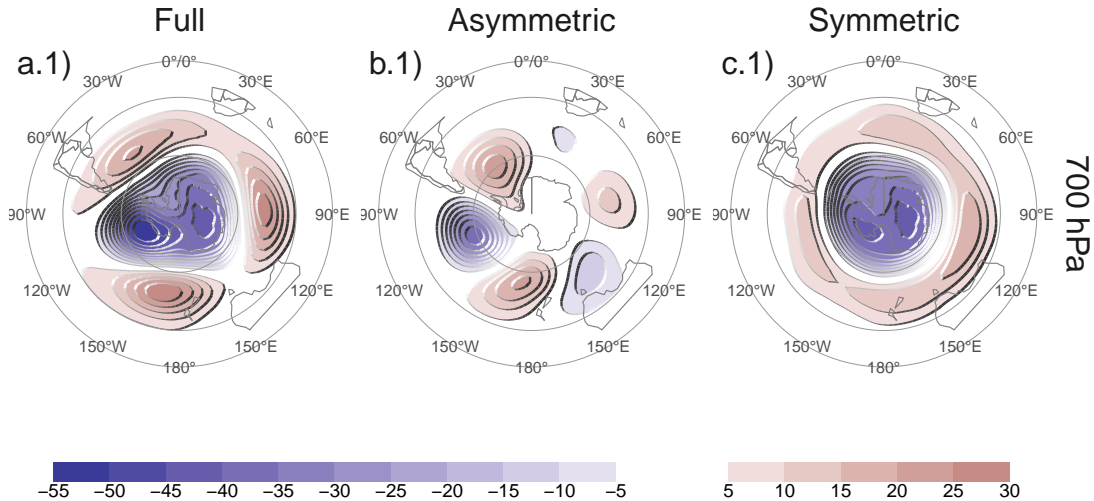 Full
Asymmetric
Symmetric
a.1)
b.1)
c.1)
0°/0°
30°E
60°E
90°E
120°E
150°E
180°
150°W
120°W
90°W
60°W
30°W
0°/0°
30°E
60°E
90°E
120°E
150°E
180°
150°W
120°W
90°W
60°W
30°W
0°/0°
30°E
60°E
90°E
120°E
150°E
180°
150°W
120°W
90°W
60°W
30°W
700 hPa
−55 −50 −45 −40 −35 −30 −25 −20 −15 −10 −5
5 10 15 20 25 30